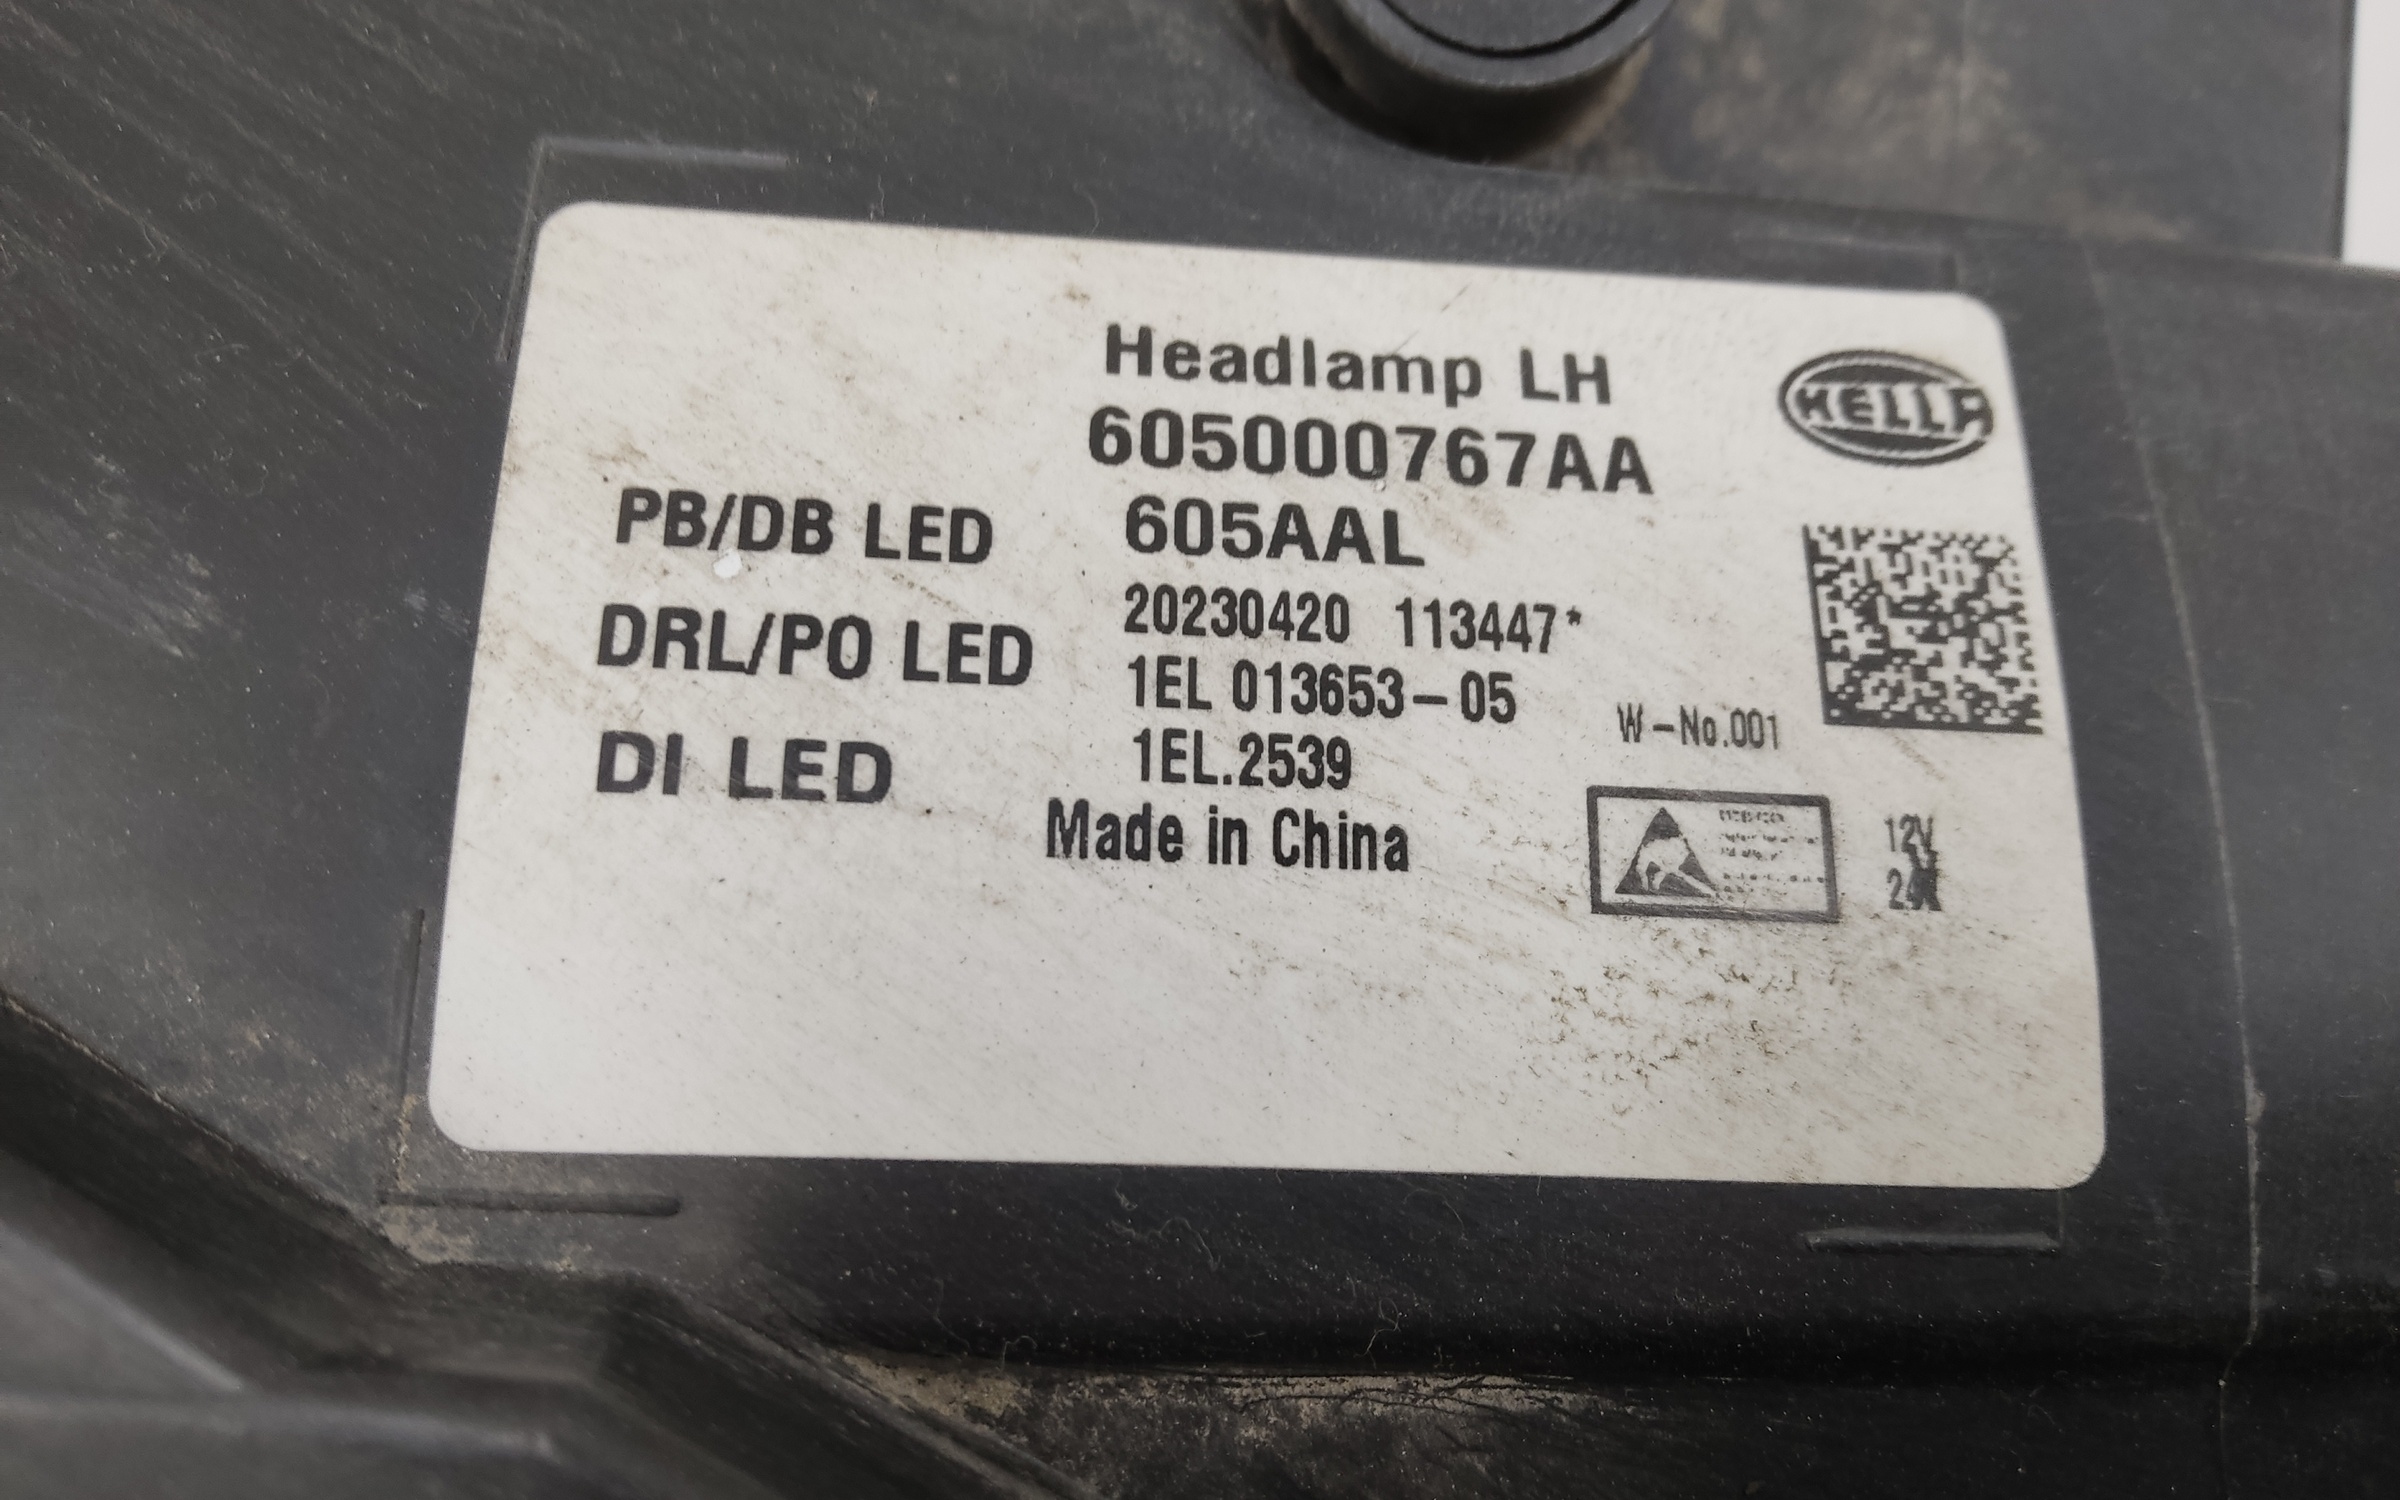 Headlamp LH
HELLA
605000767AA
PB/DB LED 605AAL
20230420 113447*
DRL/PO LED
1EL 013653-05
W-No.001
DI LED 1EL.2539
Made in China
12V